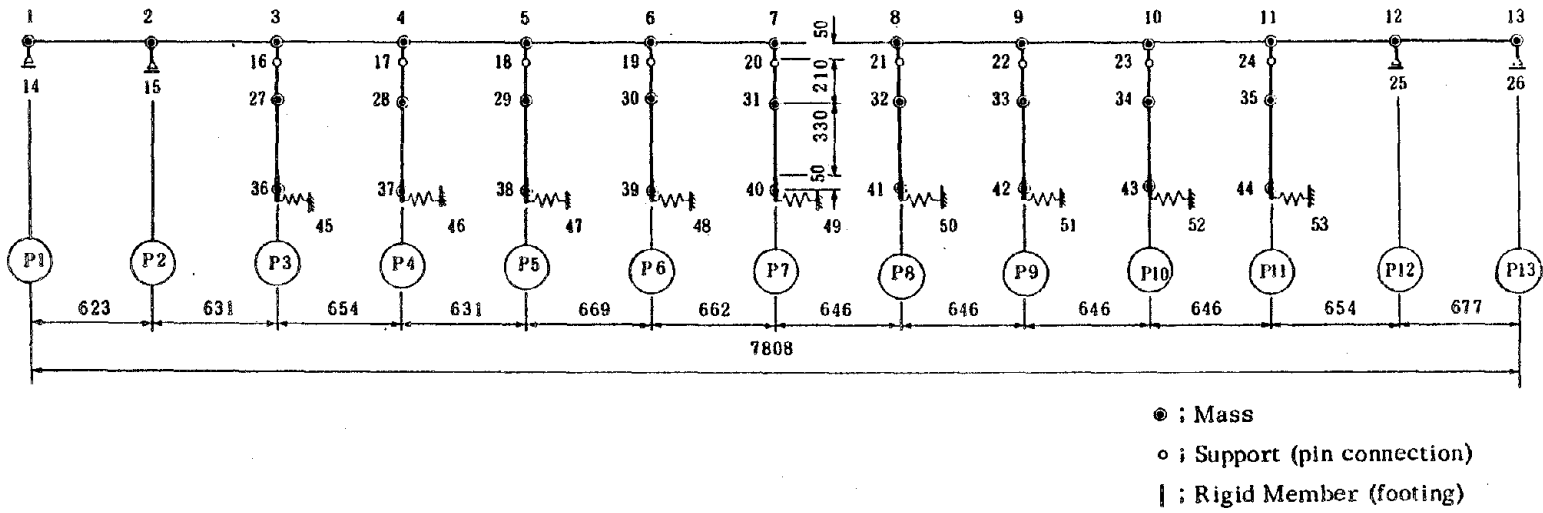 1 2 3 4 5 6 7 8 9 10 11 12 13
50
16 17 18 19 20 21 22 23 24
14 15 25 26
210
27 28 29 30 31 32 33 34 35
330
50
36 37 38 39 40 41 42 43 44
45 46 47 48 49 50 51 52 53
P1 P2 P3 P4 P5 P6 P7 P8 P9 P10 P11 P12 P13
623 631 654 631 669 662 646 646 646 646 654 677
7808
; Mass
; Support (pin connection)
; Rigid Member (footing)